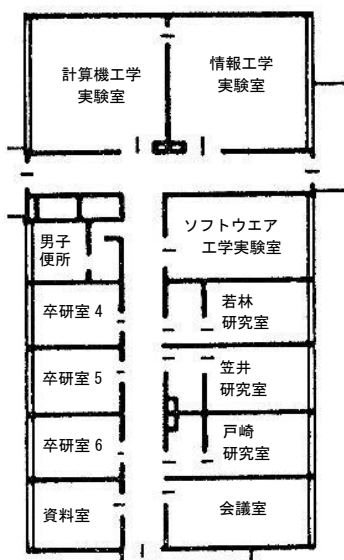 計算機工学
実験室
情報工学
実験室
男子
便所
ソフトウエア
工学実験室
卒研室 4
若林
研究室
卒研室 5
笠井
研究室
卒研室 6
戸崎
研究室
資料室
会議室